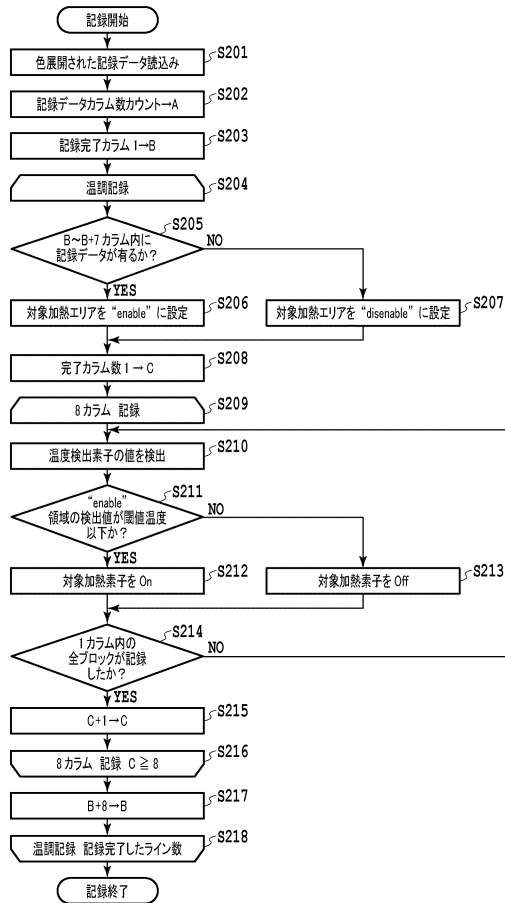 記録開始
色展開された記録データ読込み
S201
記録データカラム数カウント→A
S202
記録完了カラム 1→B
S203
温調記録
S204
B〜B+7 カラム内に
記録データが有るか？
S205
NO
YES
対象加熱エリアを “enable” に設定
S206
対象加熱エリアを “disenable” に設定
S207
完了カラム数 1 → C
S208
8 カラム 記録
S209
温度検出素子の値を検出
S210
“enable”
領域の検出値が閾値温度
以下か？
S211
NO
YES
対象加熱素子を On
S212
対象加熱素子を Off
S213
1 カラム内の
全ブロックが記録
したか？
S214
NO
YES
C+1→C
S215
8 カラム 記録 C ≧ 8
S216
B+8→B
S217
温調記録 記録完了したライン数
S218
記録終了